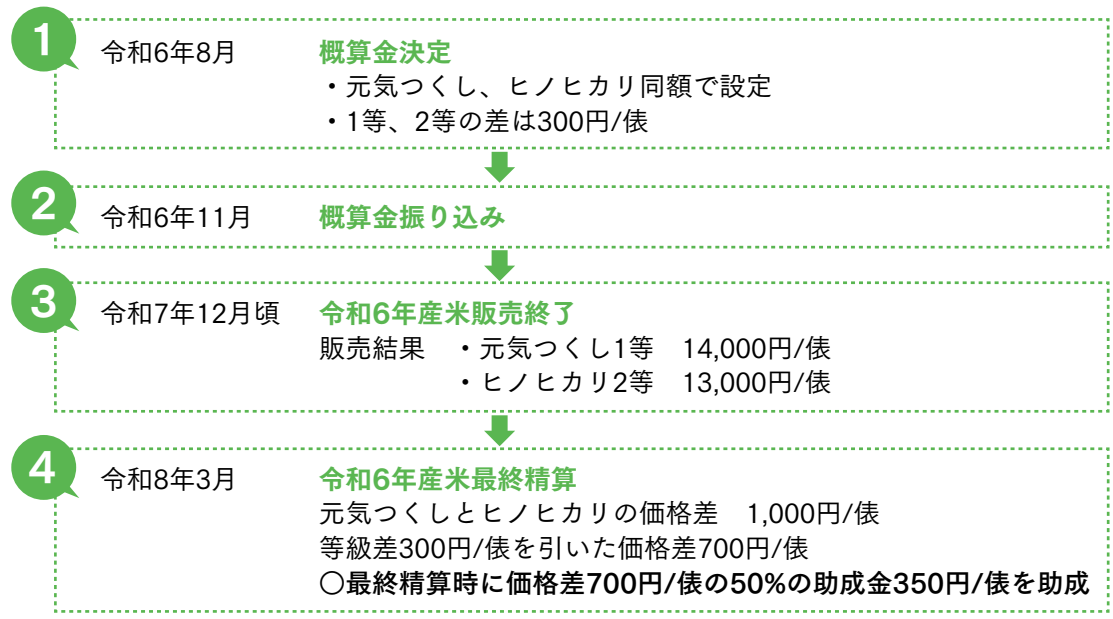 1
令和6年8月 概算金決定
・元気つくし、ヒノヒカリ同額で設定
・1等、2等の差は300円/俵
2
令和6年11月 概算金振り込み
3
令和7年12月頃 令和6年産米販売終了
販売結果 ・元気つくし1等 14,000円/俵
・ヒノヒカリ2等 13,000円/俵
4
令和8年3月 令和6年産米最終精算
元気つくしとヒノヒカリの価格差 1,000円/俵
等級差300円/俵を引いた価格差700円/俵
〇最終精算時に価格差700円/俵の50%の助成金350円/俵を助成